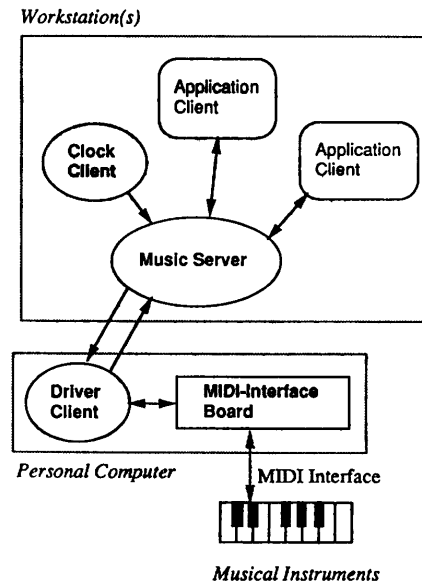 Workstation(s)
Application
Client
Clock
Client
Application
Client
Music Server
Driver
Client
MIDI-Interface
Board
Personal Computer
MIDI Interface
Musical Instruments